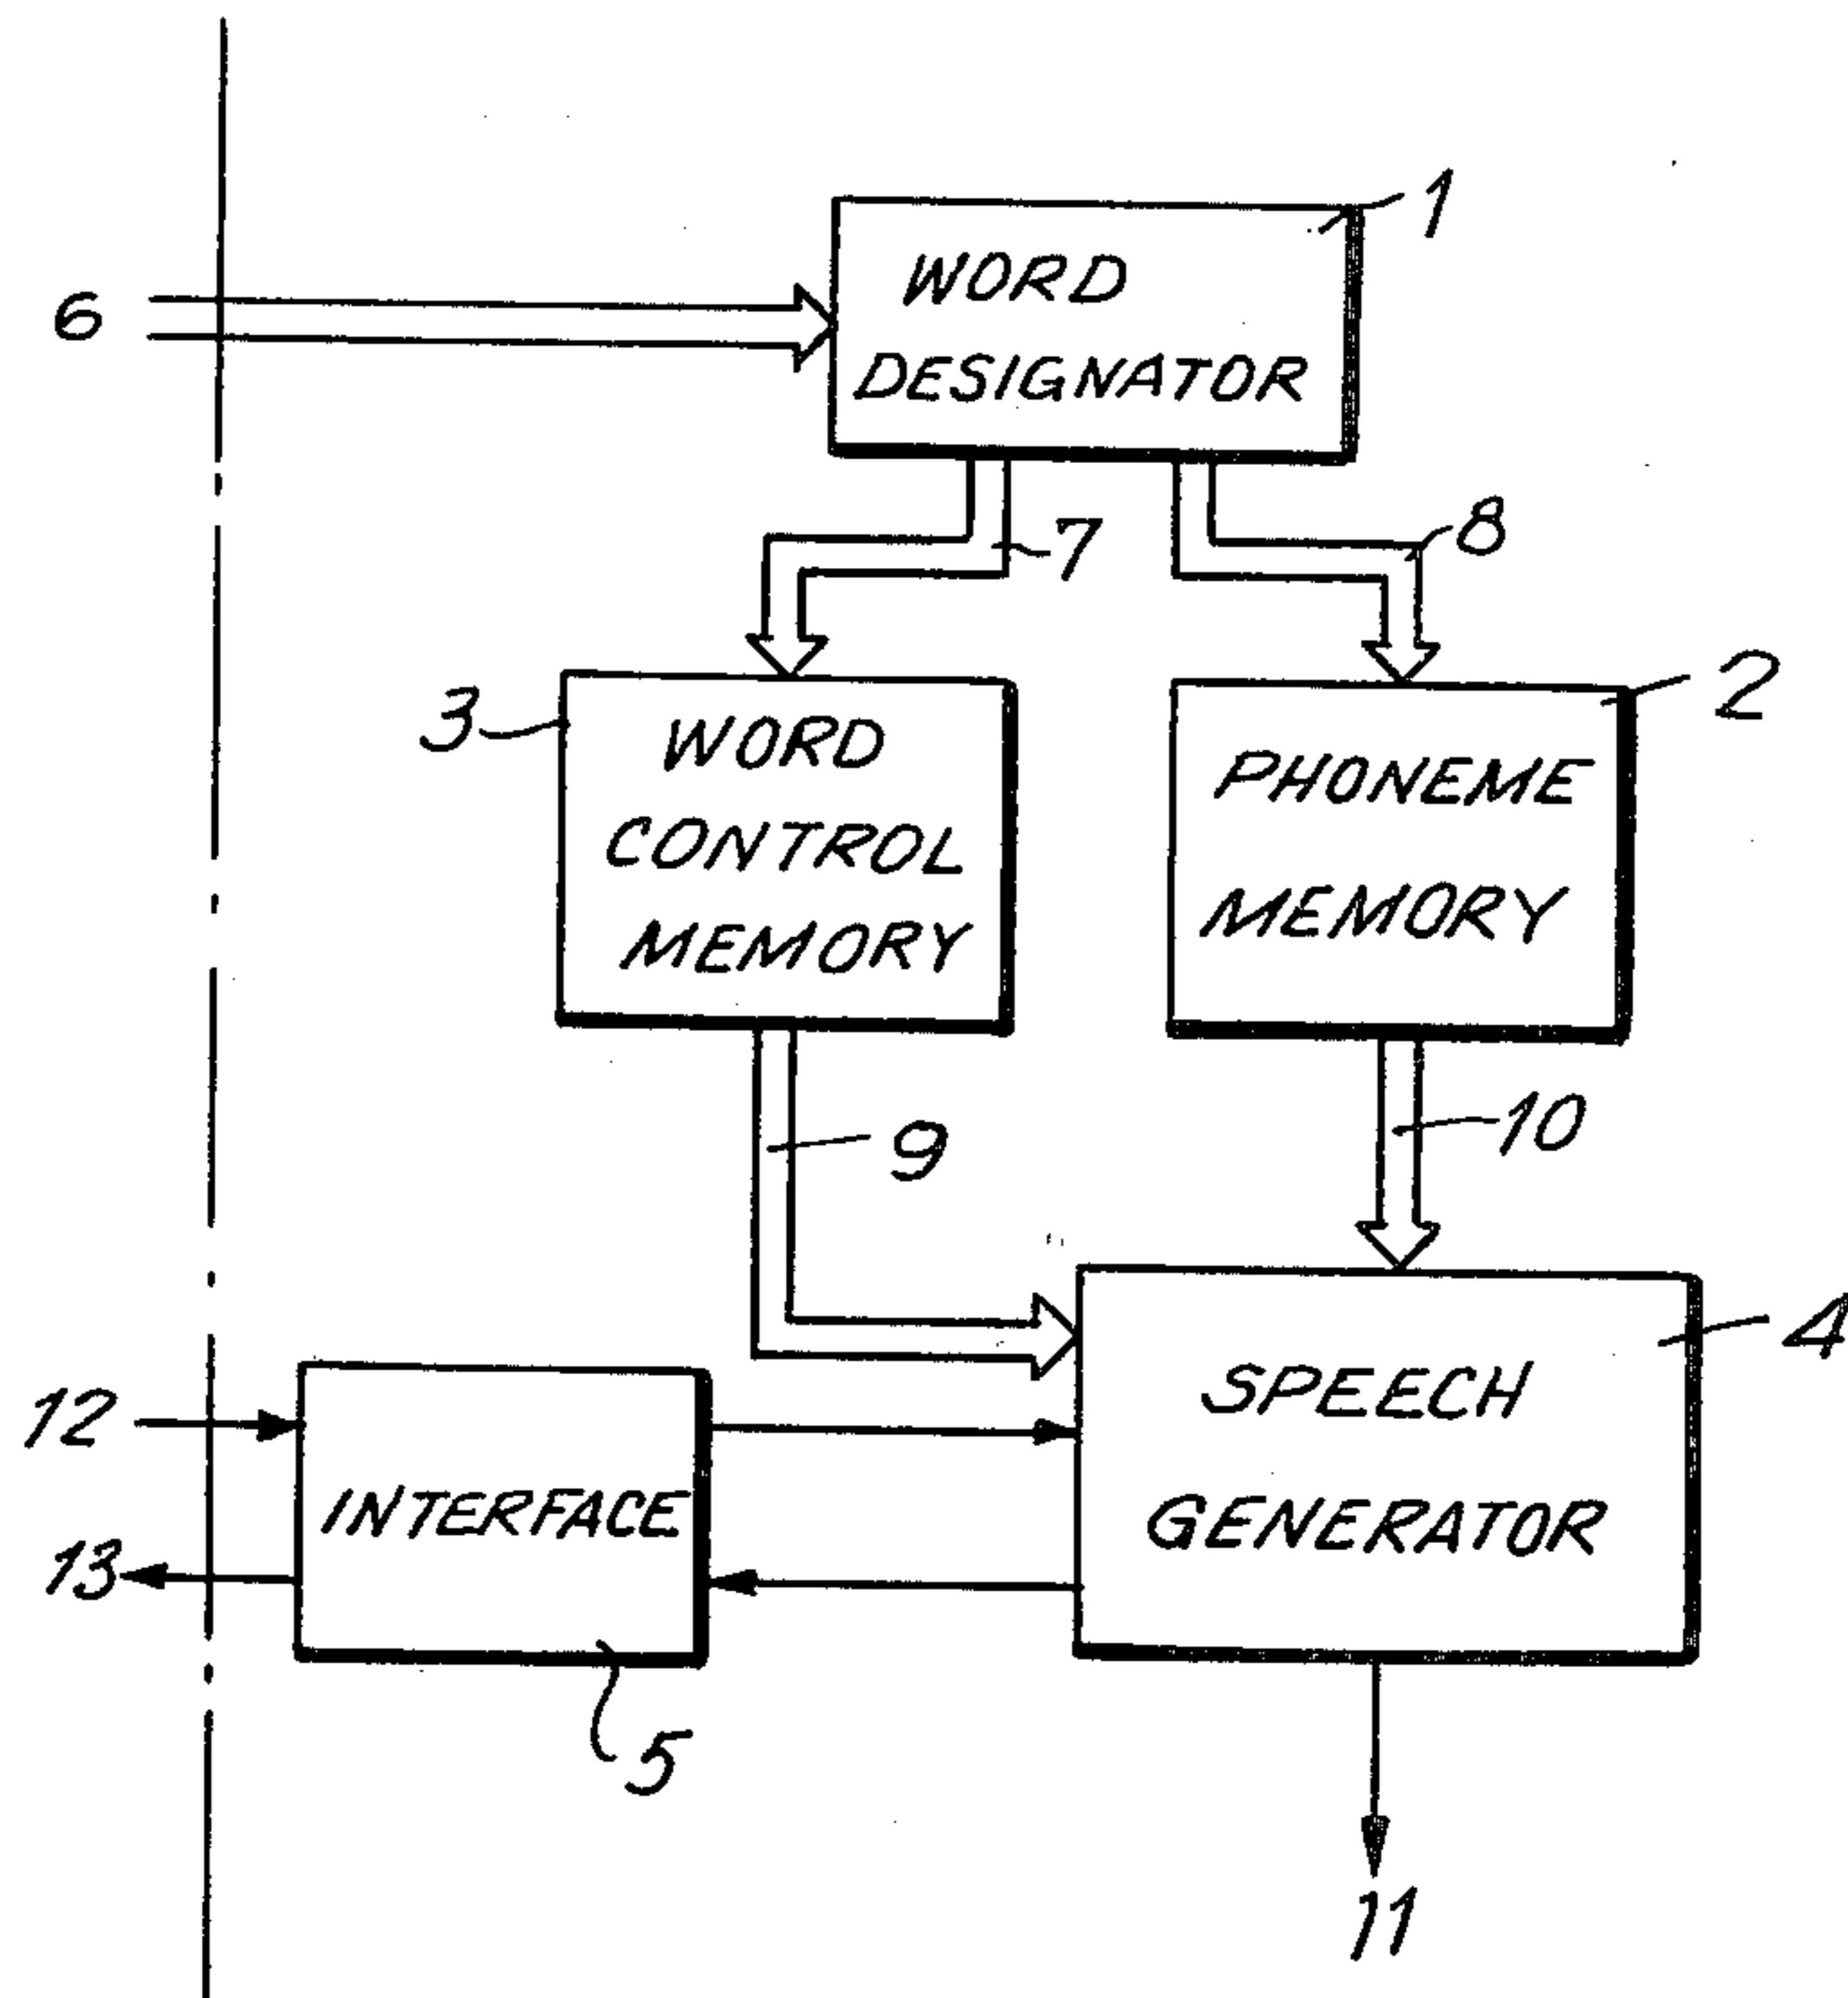 1
WORD
DESIGNATOR
6
7
8
3
WORD
CONTROL
MEMORY
2
PHONEME
MEMORY
9
10
4
SPEECH
GENERATOR
12
INTERFACE
13
5
11